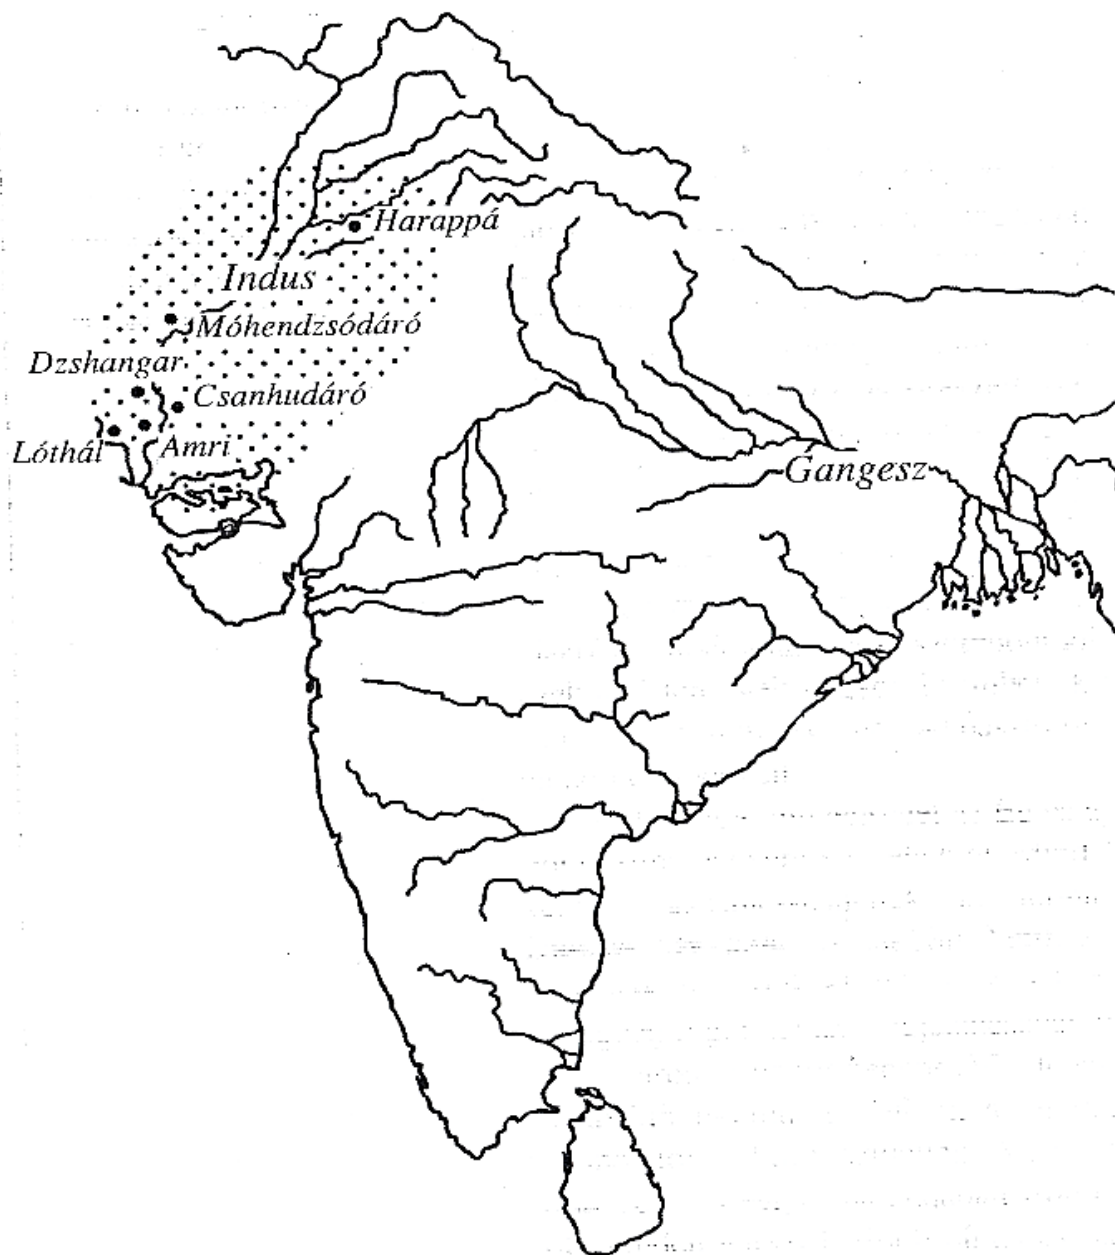 Harappá
Indus
Móhendzsódáró
Dzshangar
Csanhudáró
Lóthál
Amri
Gangesz